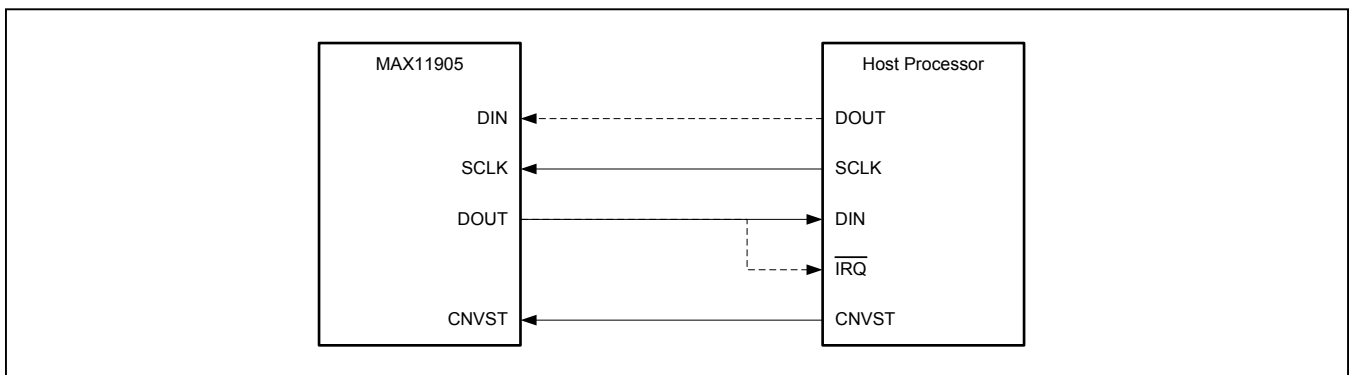 MAX11905
Host Processor
DIN
DOUT
SCLK
SCLK
DOUT
DIN
IRQ
CNVST
CNVST